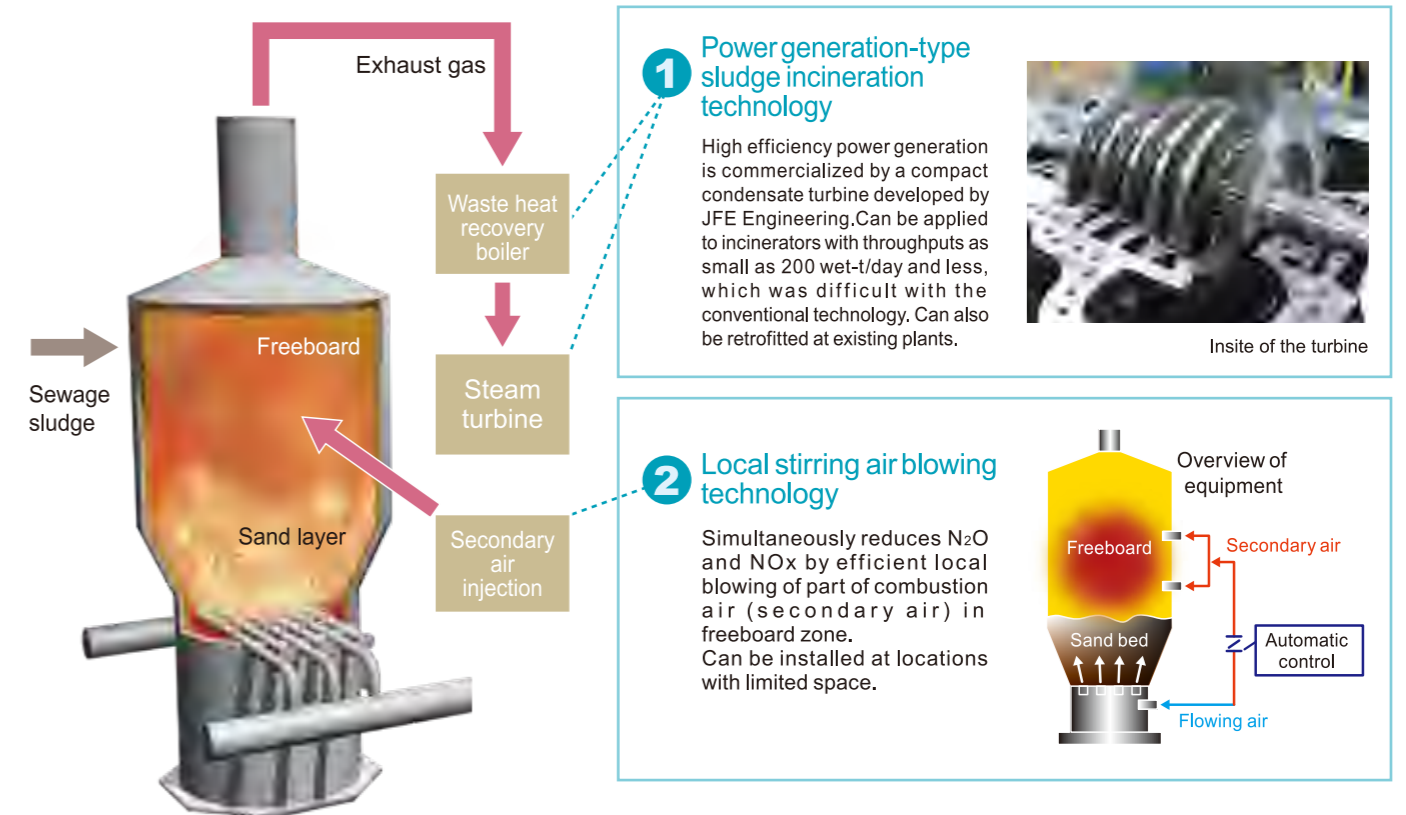 Exhaust gas
Waste heat
recovery
boiler
Freeboard
Sewage
sludge
Steam
turbine
Sand layer
Secondary
air
injection
1
Power generation-type
sludge incineration
technology
High efficiency power generation
is commercialized by a compact
condensate turbine developed by
JFE Engineering.Can be applied
to incinerators with throughputs as
small as 200 wet-t/day and less,
which was difficult with the
conventional technology. Can also
be retrofitted at existing plants.
Insite of the turbine
2
Local stirring air blowing
technology
Simultaneously reduces N2O
and NOx by efficient local
blowing of part of combustion
air (secondary air) in
freeboard zone.
Can be installed at locations
with limited space.
Overview of
equipment
Freeboard
Secondary air
Sand bed
Automatic
control
Flowing air